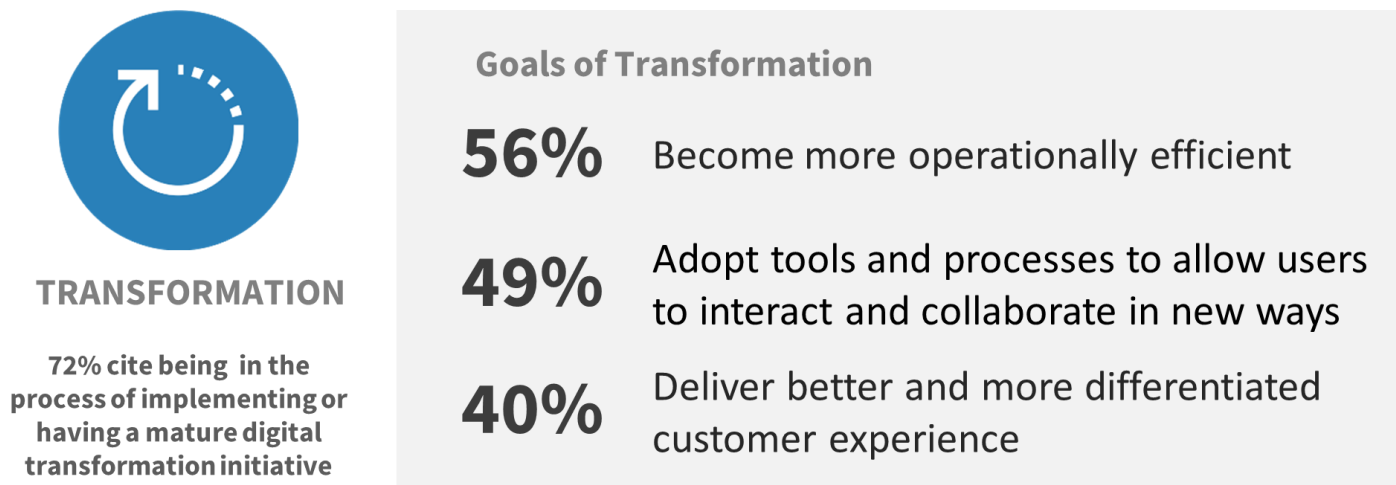 TRANSFORMATION
72% cite being in the
process of implementing or
having a mature digital
transformation initiative
Goals of Transformation
56% Become more operationally efficient
49% Adopt tools and processes to allow users
to interact and collaborate in new ways
40% Deliver better and more differentiated
customer experience